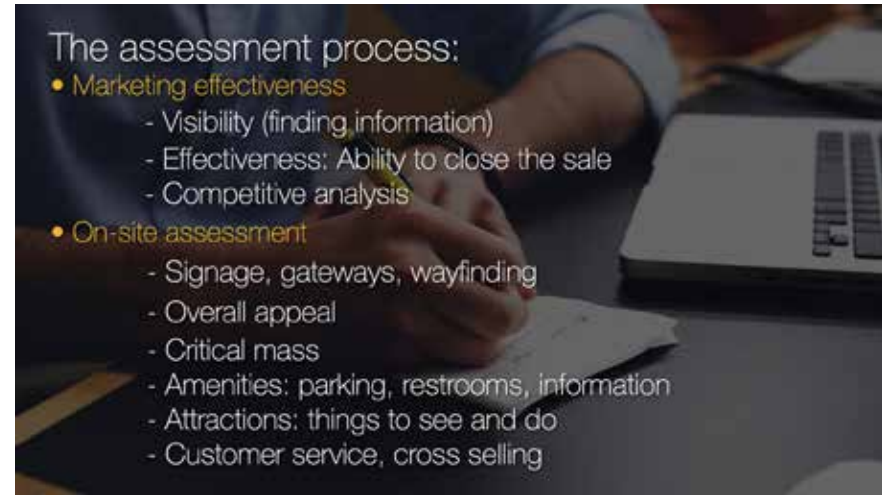 The assessment process:
• Marketing effectiveness
- Visibility (finding information)
- Effectiveness: Ability to close the sale
- Competitive analysis
• On-site assessment
- Signage, gateways, wayfinding
- Overall appeal
- Critical mass
- Amenities: parking, restrooms, information
- Attractions: things to see and do
- Customer service, cross selling